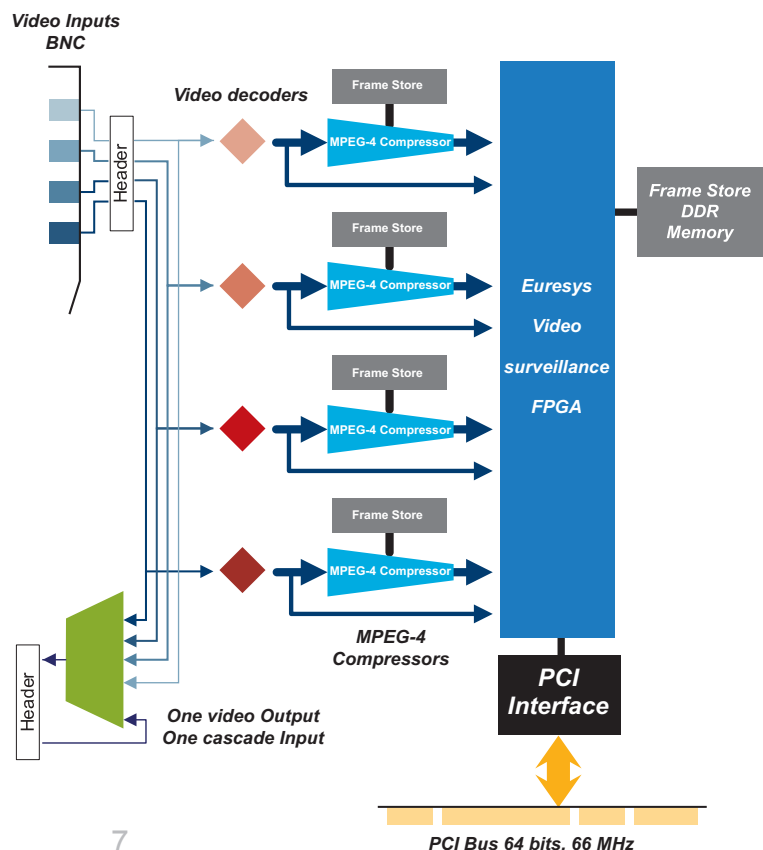 Video Inputs
BNC
Video decoders
Header
Frame Store
MPEG-4 Compressor
Frame Store
MPEG-4 Compressor
Frame Store
MPEG-4 Compressor
Frame Store
MPEG-4 Compressor
MPEG-4
Compressors
Euresys
Video
surveillance
FPGA
Frame Store
DDR
Memory
PCI
Interface
Header
One video Output
One cascade Input
PCI Bus 64 bits, 66 MHz
7